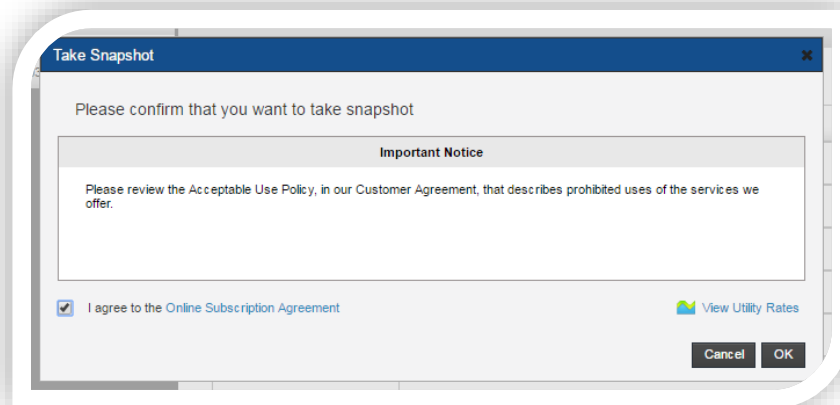 Take Snapshot
Please confirm that you want to take snapshot
Important Notice
Please review the Acceptable Use Policy, in our Customer Agreement, that describes prohibited uses of the services we
offer.
I agree to the Online Subscription Agreement
View Utility Rates
Cancel
OK